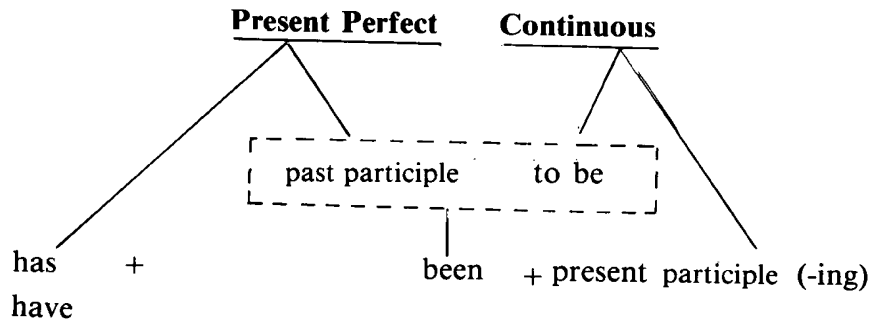 Present Perfect Continuous
past participle to be
has + been + present participle (-ing)
have